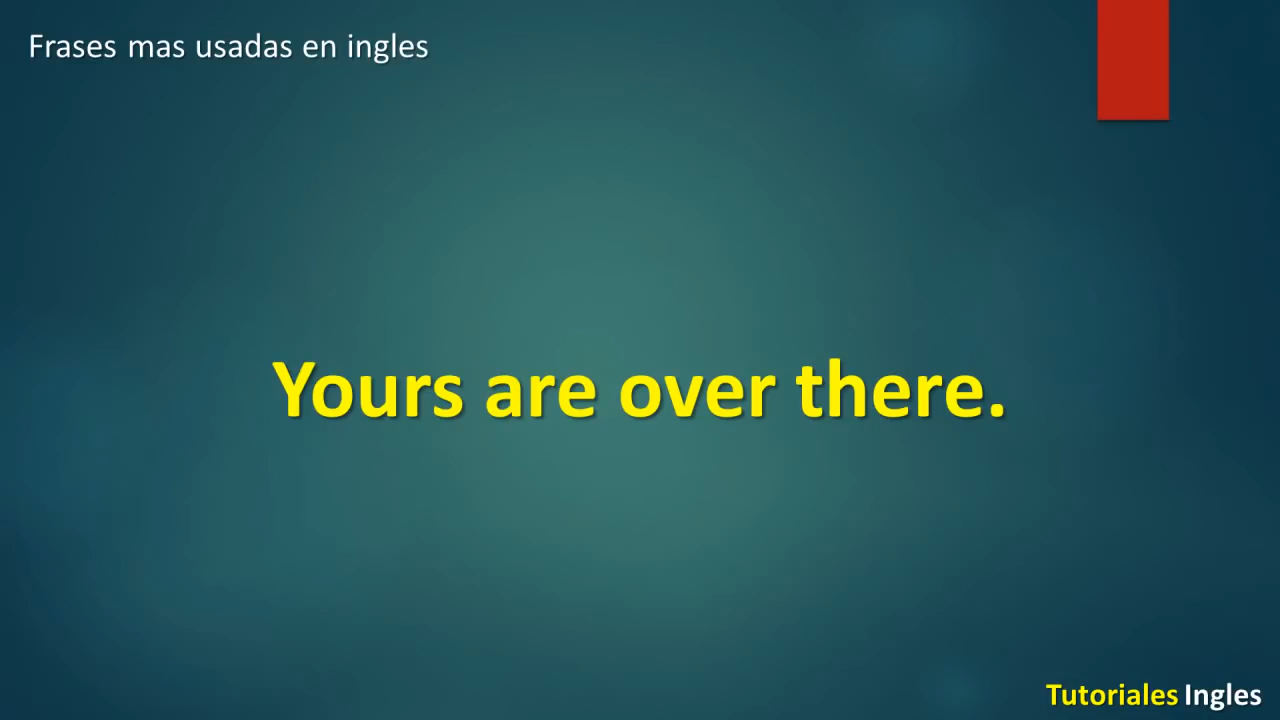 Frases mas usadas en ingles
Yours are over there.
Tutoriales Ingles